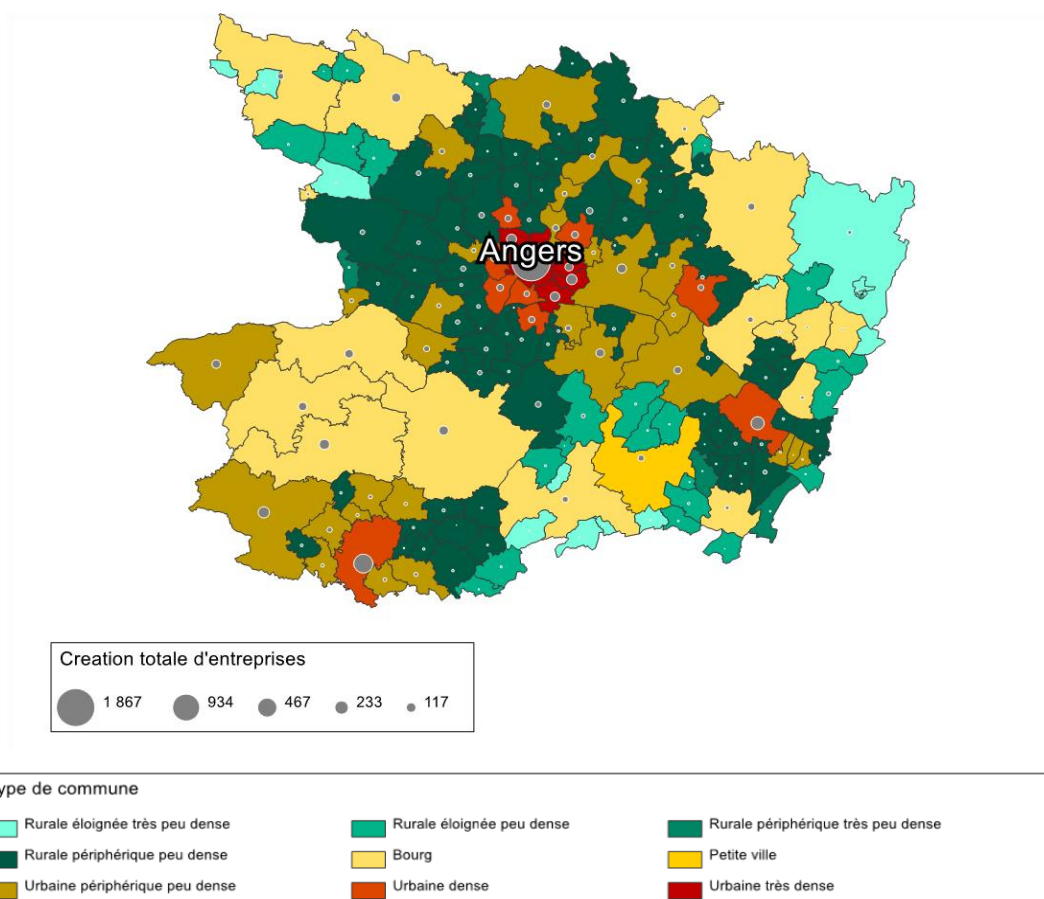 Angers
Creation totale d'entreprises
1 867 934 467 233 117
ype de commune
Rurale éloignée très peu dense Rurale éloignée peu dense Rurale périphérique très peu dense
Rurale périphérique peu dense Bourg Petite ville
Urbaine périphérique peu dense Urbaine dense Urbaine très dense